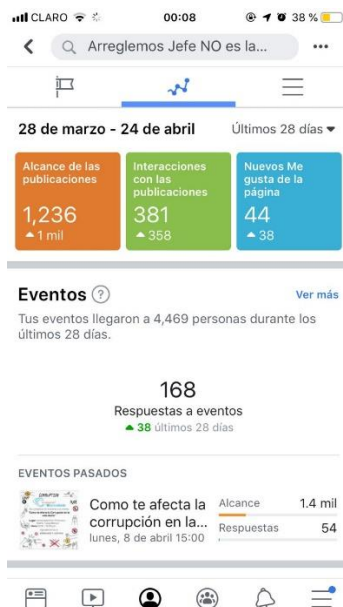 CLARO 00:08 38 %
Arreglemos Jefe NO es la...
28 de marzo - 24 de abril Últimos 28 días
Alcance de las
publicaciones
1,236
1 mil
Interacciones
con las
publicaciones
381
358
Nuevos Me
gusta de la
página
44
38
Eventos ? Ver más
Tus eventos llegaron a 4,469 personas durante los
últimos 28 días.
168
Respuestas a eventos
38 últimos 28 días
EVENTOS PASADOS
Como te afecta la
corrupción en la...
lunes, 8 de abril 15:00
Alcance 1.4 mil
Respuestas 54